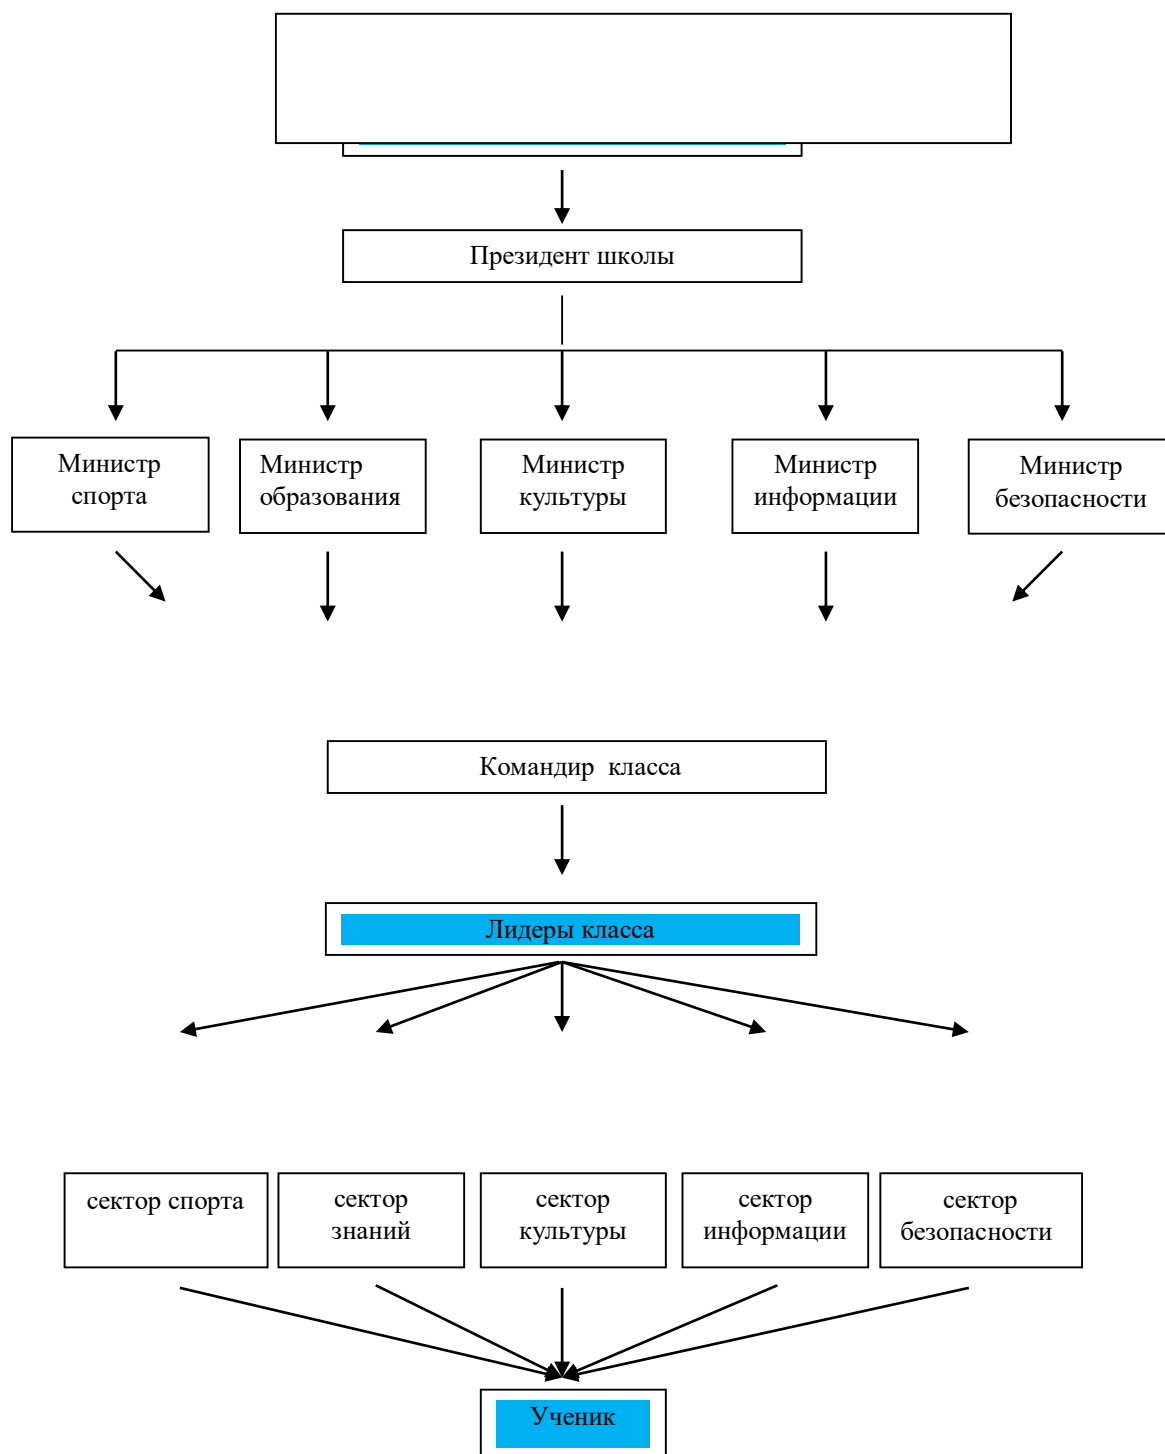 Президент школы
Министр
спорта
Министр
образования
Министр
культуры
Министр
информации
Министр
безопасности
Командир  класса
Лидеры класса
сектор спорта
сектор
знаний
сектор
культуры
сектор
информации
сектор
безопасности
Ученик